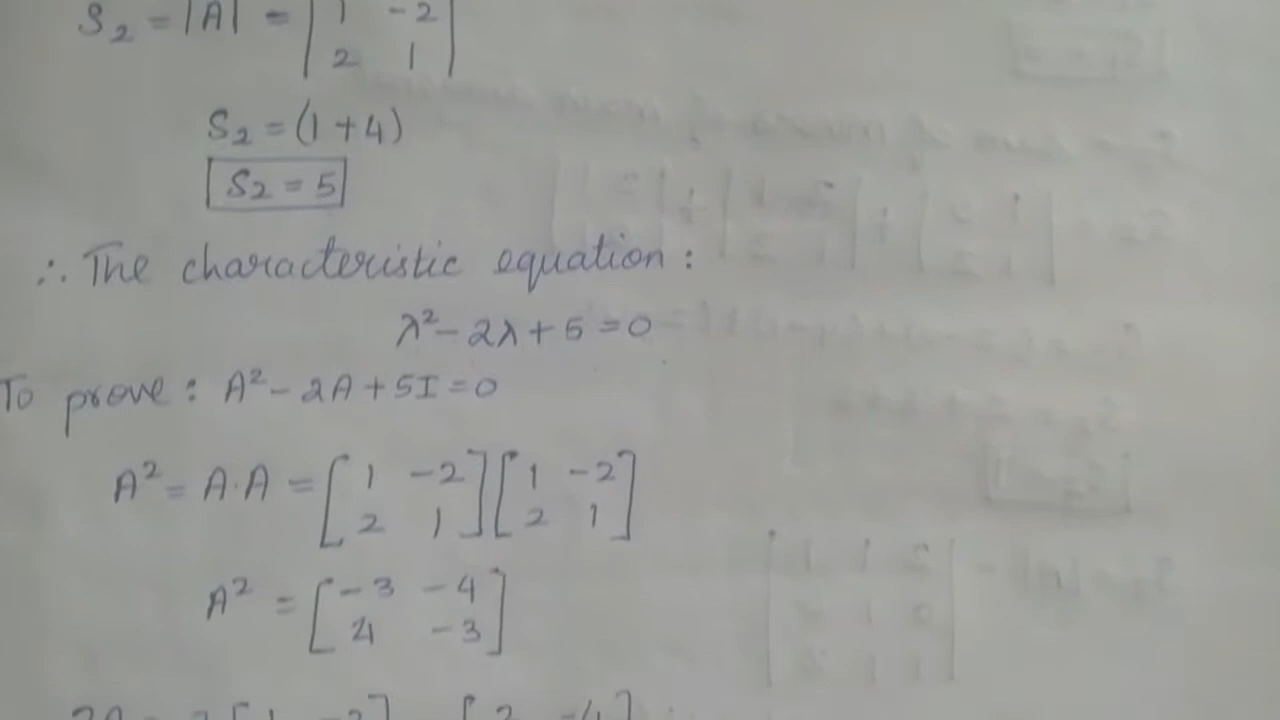 S₂ = |A| = | 1 -2 |
| 2 1 |
S₂ = (1+4)
S₂ = 5
∴ The characteristic equation :
λ² - 2λ + 5 = 0
To prove : A² - 2A + 5I = 0
A² = A·A = [ 1 -2 ] [ 1 -2 ]
[ 2 1 ] [ 2 1 ]
A² = [ -3 -4 ]
[ 4 -3 ]